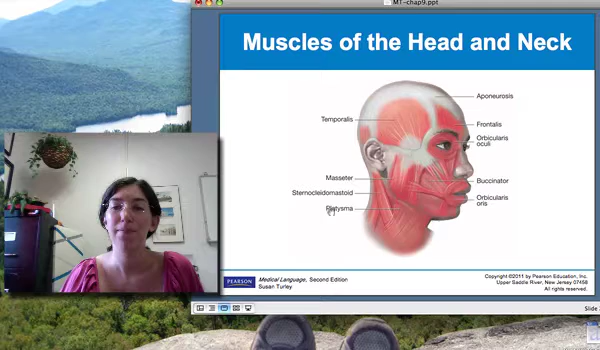 MT-chap9.ppt
Muscles of the Head and Neck
Aponeurosis
Temporalis
Frontalis
Orbicularis
oculi
Masseter
Buccinator
Sternocleidomastoid
Orbicularis
oris
Platysma
PEARSON
Medical Language, Second Edition
Susan Turley
Copyright ©2011 by Pearson Education, Inc.
Upper Saddle River, New Jersey 07458
All rights reserved.
Slide